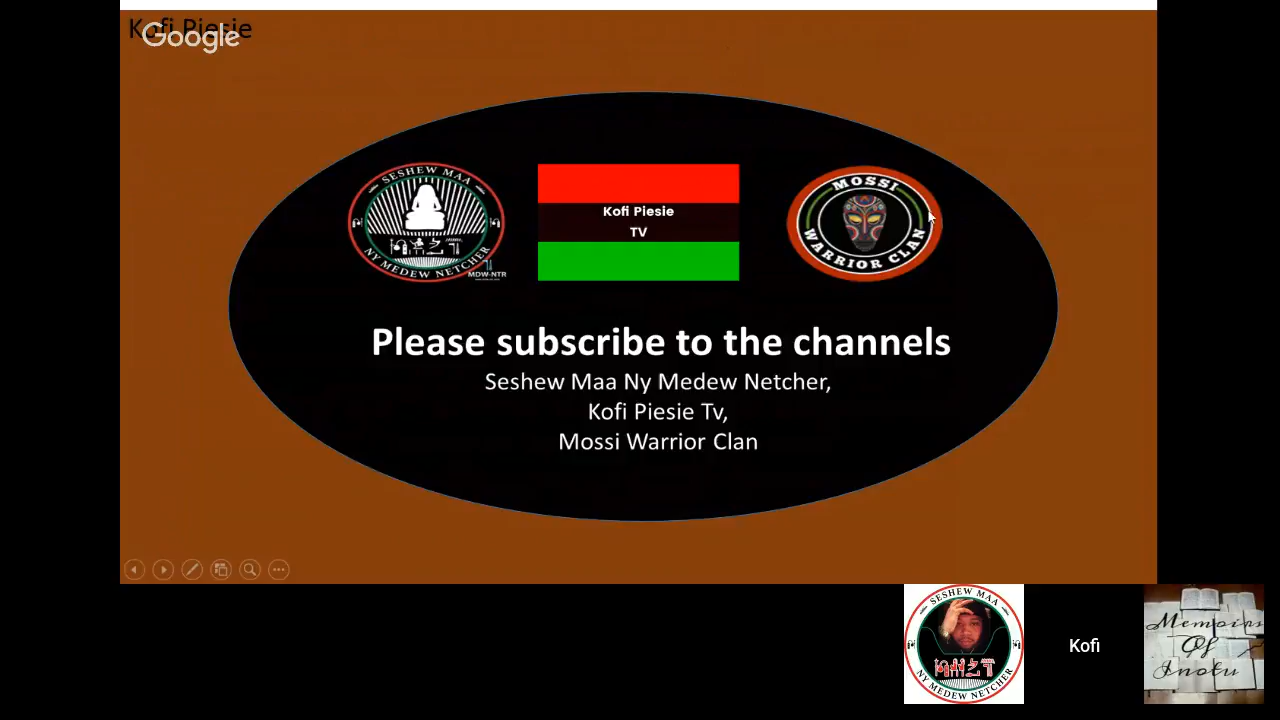 Kofi Piesie
Google
SESHEW MAA
NY MEDEW NETCHER
MDW-NTR
Kofi Piesie
TV
MOSSI
WARRIOR CLAN
Please subscribe to the channels
Seshew Maa Ny Medew Netcher,
Kofi Piesie Tv,
Mossi Warrior Clan
SESHEW MAA
NY MEDEW NETCHER
Kofi
Memoirs
Of
Inotu